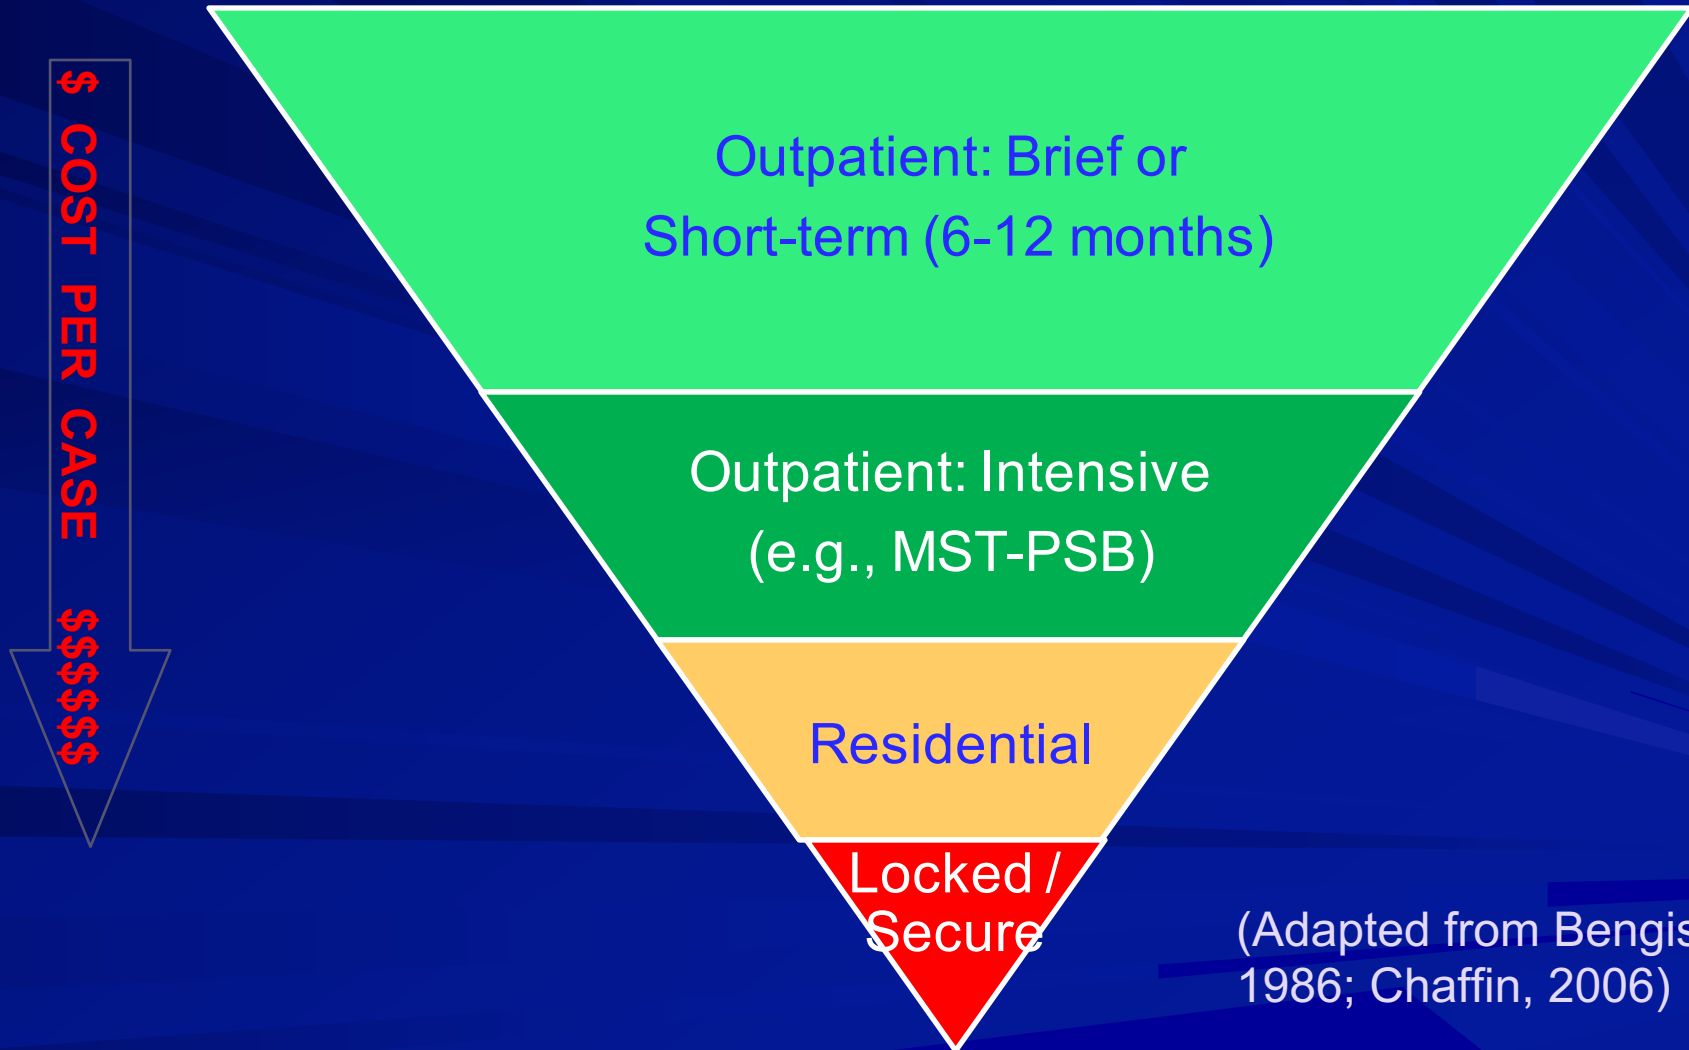 $ COST PER CASE $$$$$$
Outpatient: Brief or
Short-term (6-12 months)
Outpatient: Intensive
(e.g., MST-PSB)
Residential
Locked /
Secure
(Adapted from Bengis
1986; Chaffin, 2006)